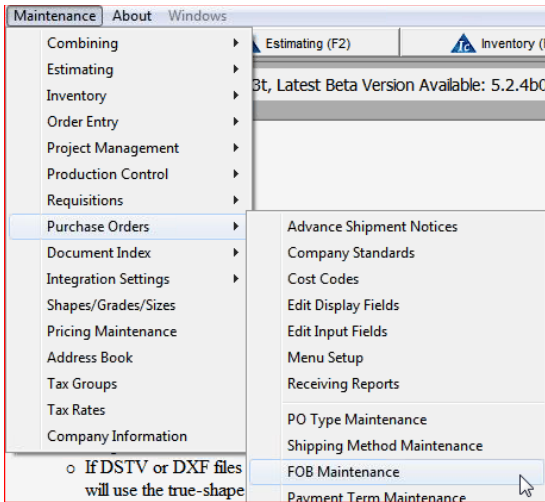 Maintenance About Windows
Estimating (F2)
Inventory (
3t, Latest Beta Version Available: 5.2.4b0
Combining
Estimating
Inventory
Order Entry
Project Management
Production Control
Requisitions
Purchase Orders
Document Index
Integration Settings
Shapes/Grades/Sizes
Pricing Maintenance
Address Book
Tax Groups
Tax Rates
Company Information
Advance Shipment Notices
Company Standards
Cost Codes
Edit Display Fields
Edit Input Fields
Menu Setup
Receiving Reports
PO Type Maintenance
Shipping Method Maintenance
FOB Maintenance
Payment Term Maintenance
If DSTV or DXF files
will use the true-shape